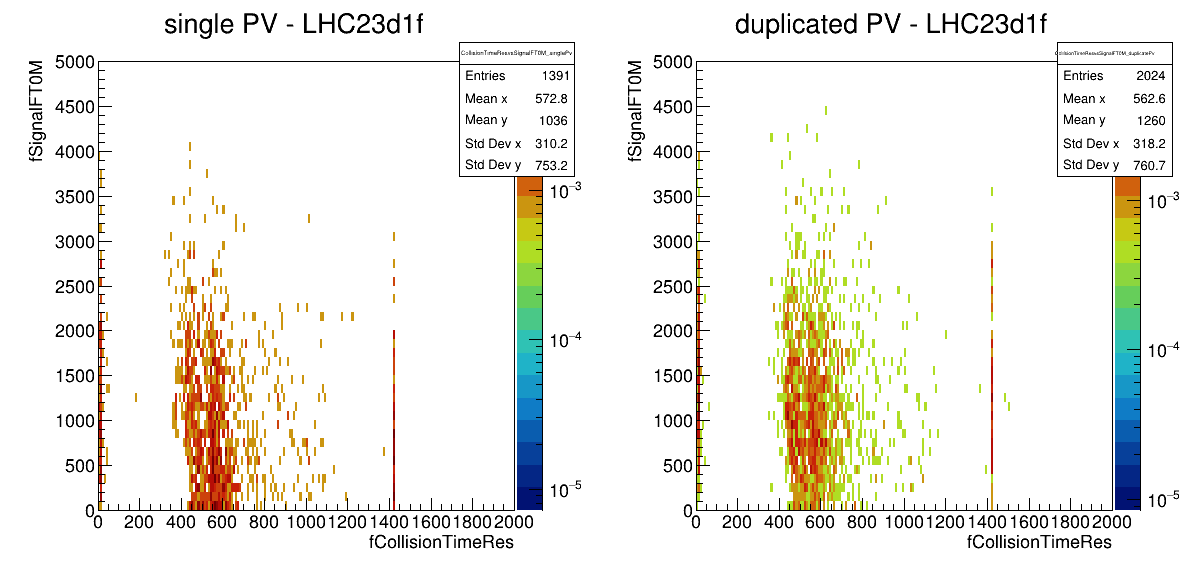 single PV - LHC23d1f
CollisionTimeResvsSignalFT0M_singlePv
Entries 1391
Mean x 572.8
Mean y 1036
Std Dev x 310.2
Std Dev y 753.2
fSignalFT0M
5000
4500
4000
3500
3000
2500
2000
1500
1000
500
0
0 200 400 600 800 1000 1200 1400 1600 1800 2000
fCollisionTimeRes
10⁻³
10⁻⁴
10⁻⁵
duplicated PV - LHC23d1f
CollisionTimeResvsSignalFT0M_duplicatePv
Entries 2024
Mean x 562.6
Mean y 1260
Std Dev x 318.2
Std Dev y 760.7
fSignalFT0M
5000
4500
4000
3500
3000
2500
2000
1500
1000
500
0
0 200 400 600 800 1000 1200 1400 1600 1800 2000
fCollisionTimeRes
10⁻³
10⁻⁴
10⁻⁵